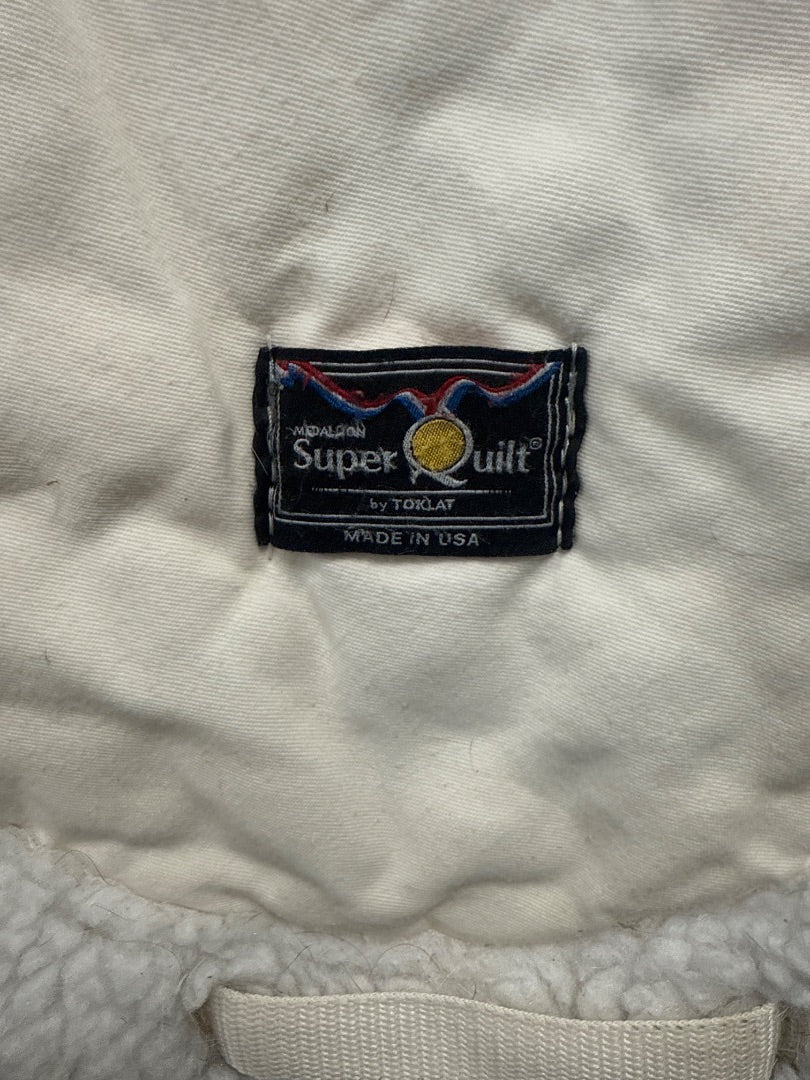 MEDALLION
Super Quilt®
by TOKLAT
MADE IN USA